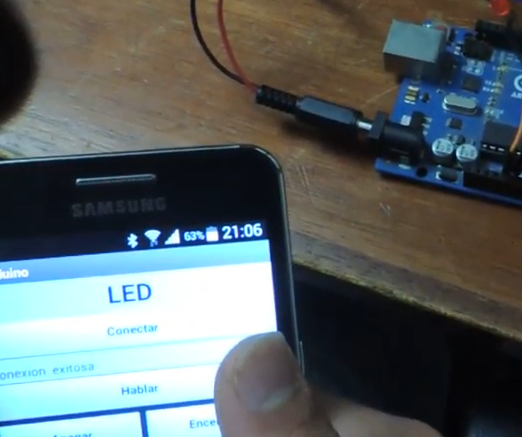 SAMSUNG
63% 21:06
uino
LED
Conectar
onexion exitosa
Hablar
Ence